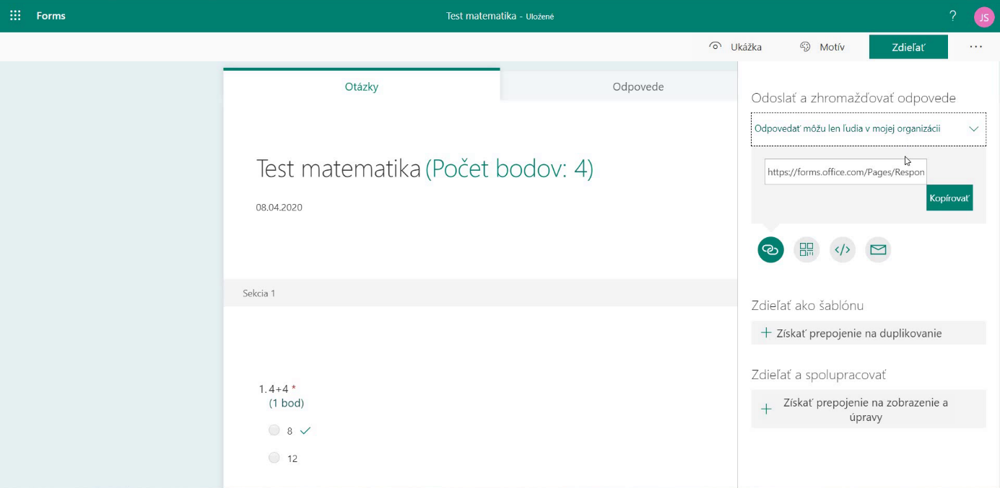 Forms
Test matematika - Uložené
?
JS
Ukážka
Motív
Zdieľať
...
Otázky
Odpovede
Test matematika (Počet bodov: 4)
08.04.2020
Sekcia 1
1. 4+4 *
(1 bod)
8
12
Odoslať a zhromažďovať odpovede
Odpovedať môžu len ľudia v mojej organizácii
https://forms.office.com/Pages/Respon
Kopírovať
</>
Zdieľať ako šablónu
+ Získať prepojenie na duplikovanie
Zdieľať a spolupracovať
+ Získať prepojenie na zobrazenie a
úpravy